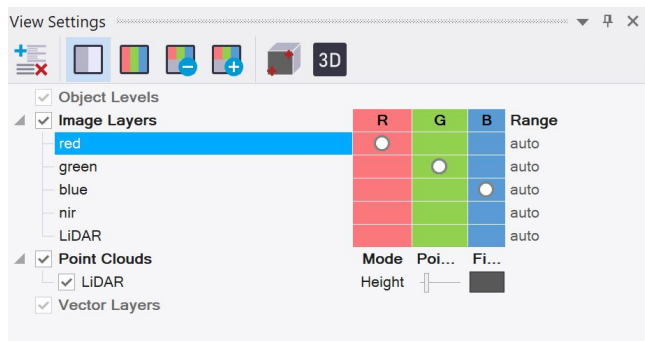 View Settings
3D
Object Levels
Image Layers R G B Range
red auto
green auto
blue auto
nir auto
LiDAR auto
Point Clouds Mode Poi... Fi...
LiDAR Height
Vector Layers